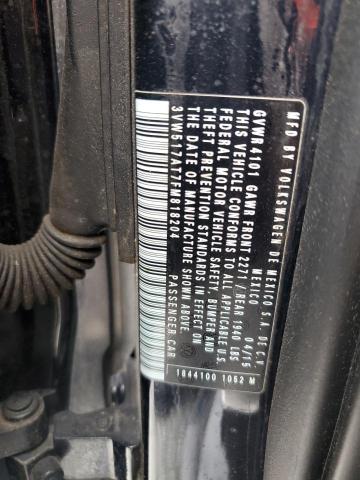 MFD BY VOLKSWAGEN DE MEXICO S.A. DE C.V.
MEXICO 04/15
GVWR 4101 GAWR FRONT 2271 / REAR 1940 LBS
THIS VEHICLE CONFORMS TO ALL APPLICABLE U.S.
FEDERAL MOTOR VEHICLE SAFETY BUMPER AND
THEFT PREVENTION STANDARDS IN EFFECT ON
THE DATE OF MANUFACTURE SHOWN ABOVE.
3VW517AT7FM818204 PASSENGER CAR
1844100 1052 M